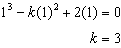 1³ − k(1)² + 2(1) = 0
k = 3